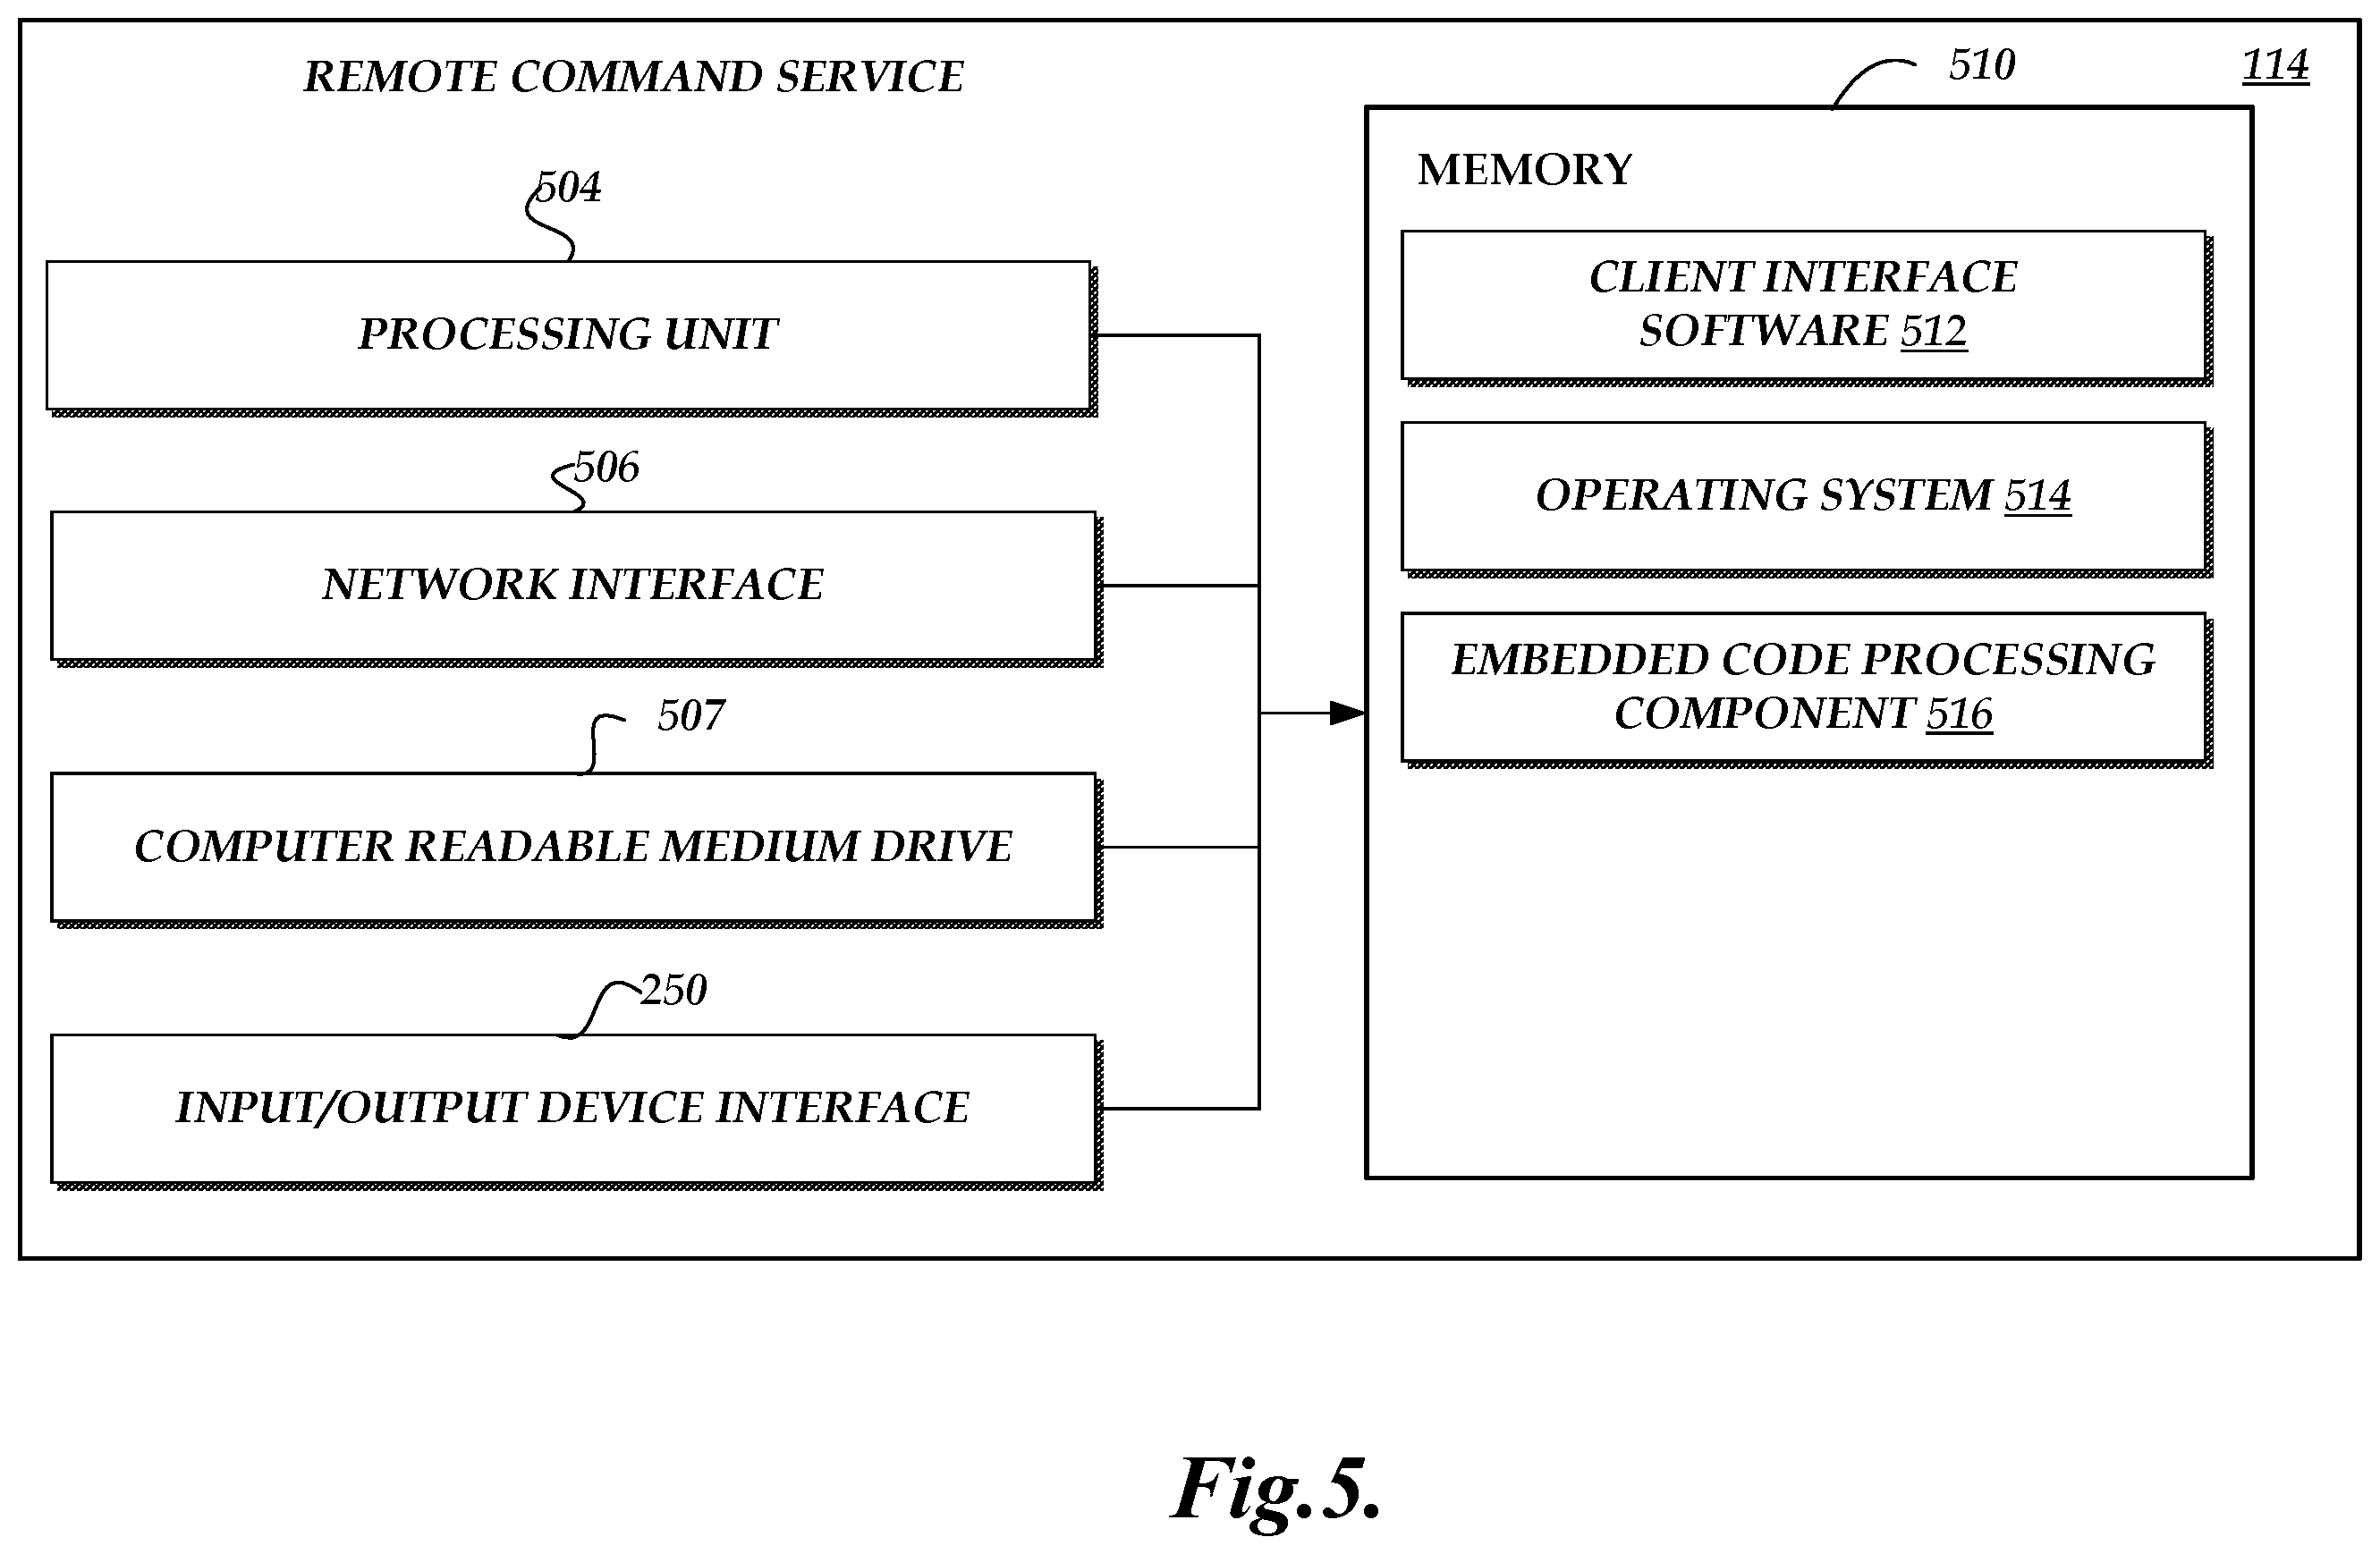 REMOTE COMMAND SERVICE
114
504
PROCESSING UNIT
506
NETWORK INTERFACE
507
COMPUTER READABLE MEDIUM DRIVE
250
INPUT/OUTPUT DEVICE INTERFACE
510
MEMORY
CLIENT INTERFACE
SOFTWARE 512
OPERATING SYSTEM 514
EMBEDDED CODE PROCESSING
COMPONENT 516
Fig.5.